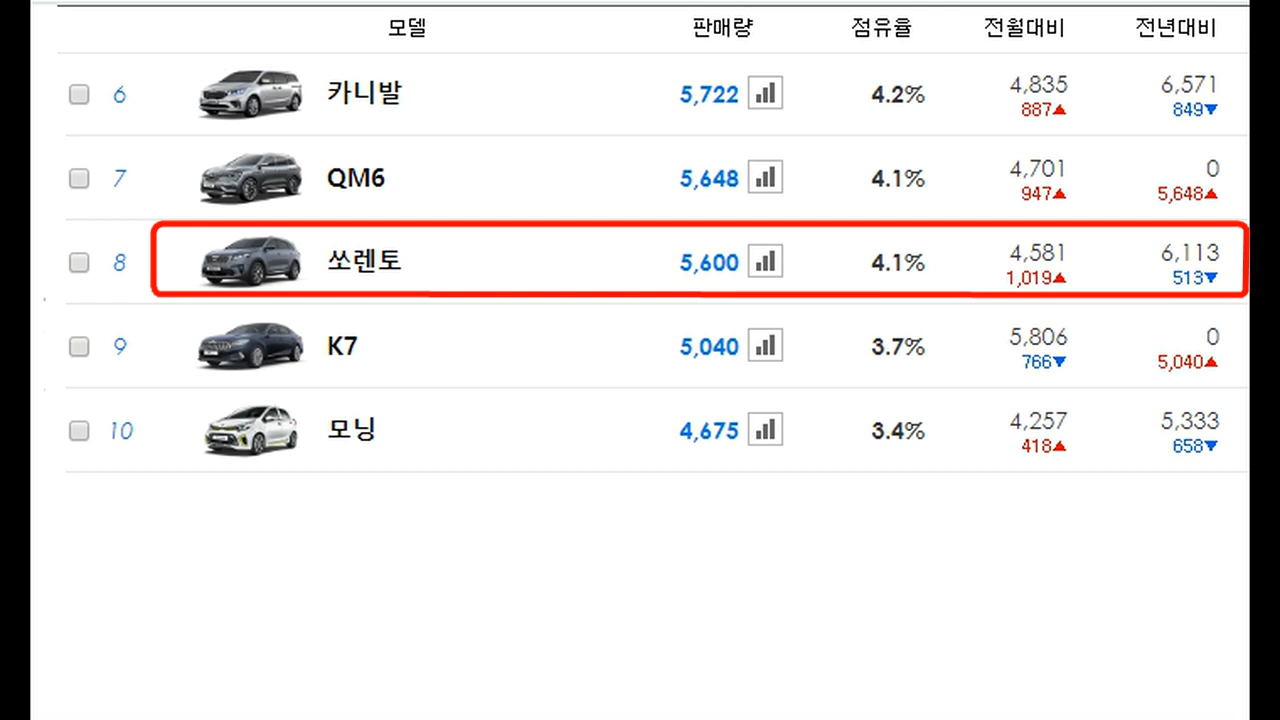 모델 판매량 점유율 전월대비 전년대비
6 카니발 5,722 4.2% 4,835 6,571
887▲ 849▼
7 QM6 5,648 4.1% 4,701 0
947▲ 5,648▲
8 쏘렌토 5,600 4.1% 4,581 6,113
1,019▲ 513▼
9 K7 5,040 3.7% 5,806 0
766▼ 5,040▲
10 모닝 4,675 3.4% 4,257 5,333
418▲ 658▼